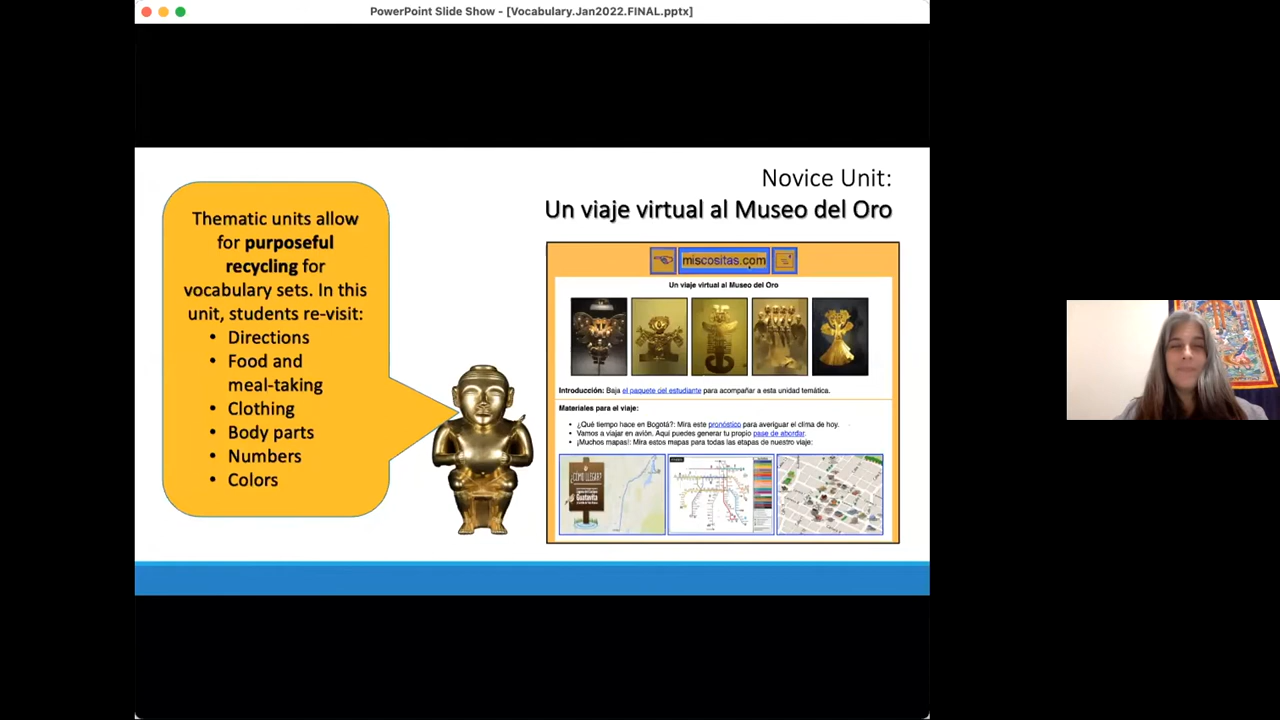 PowerPoint Slide Show - [Vocabulary.Jan2022.FINAL.pptx]
Novice Unit:
Un viaje virtual al Museo del Oro
Thematic units allow
for purposeful
recycling for
vocabulary sets. In this
unit, students re-visit:
• Directions
• Food and
meal-taking
• Clothing
• Body parts
• Numbers
• Colors
miscositas.com
Un viaje virtual al Museo del Oro
Introducción: Baja el paquete del estudiante para acompañar a esta unidad temática.
Materiales para el viaje:
• ¿Qué tiempo hace en Bogotá?: Mira este pronóstico para averiguar el clima de hoy.
• Vamos a viajar en avión. Aquí puedes generar tu propio pase de abordar.
• ¡Muchos mapas!: Mira estos mapas para todas las etapas de nuestro viaje:
¿CÓMO LLEGAR?
Guatavita